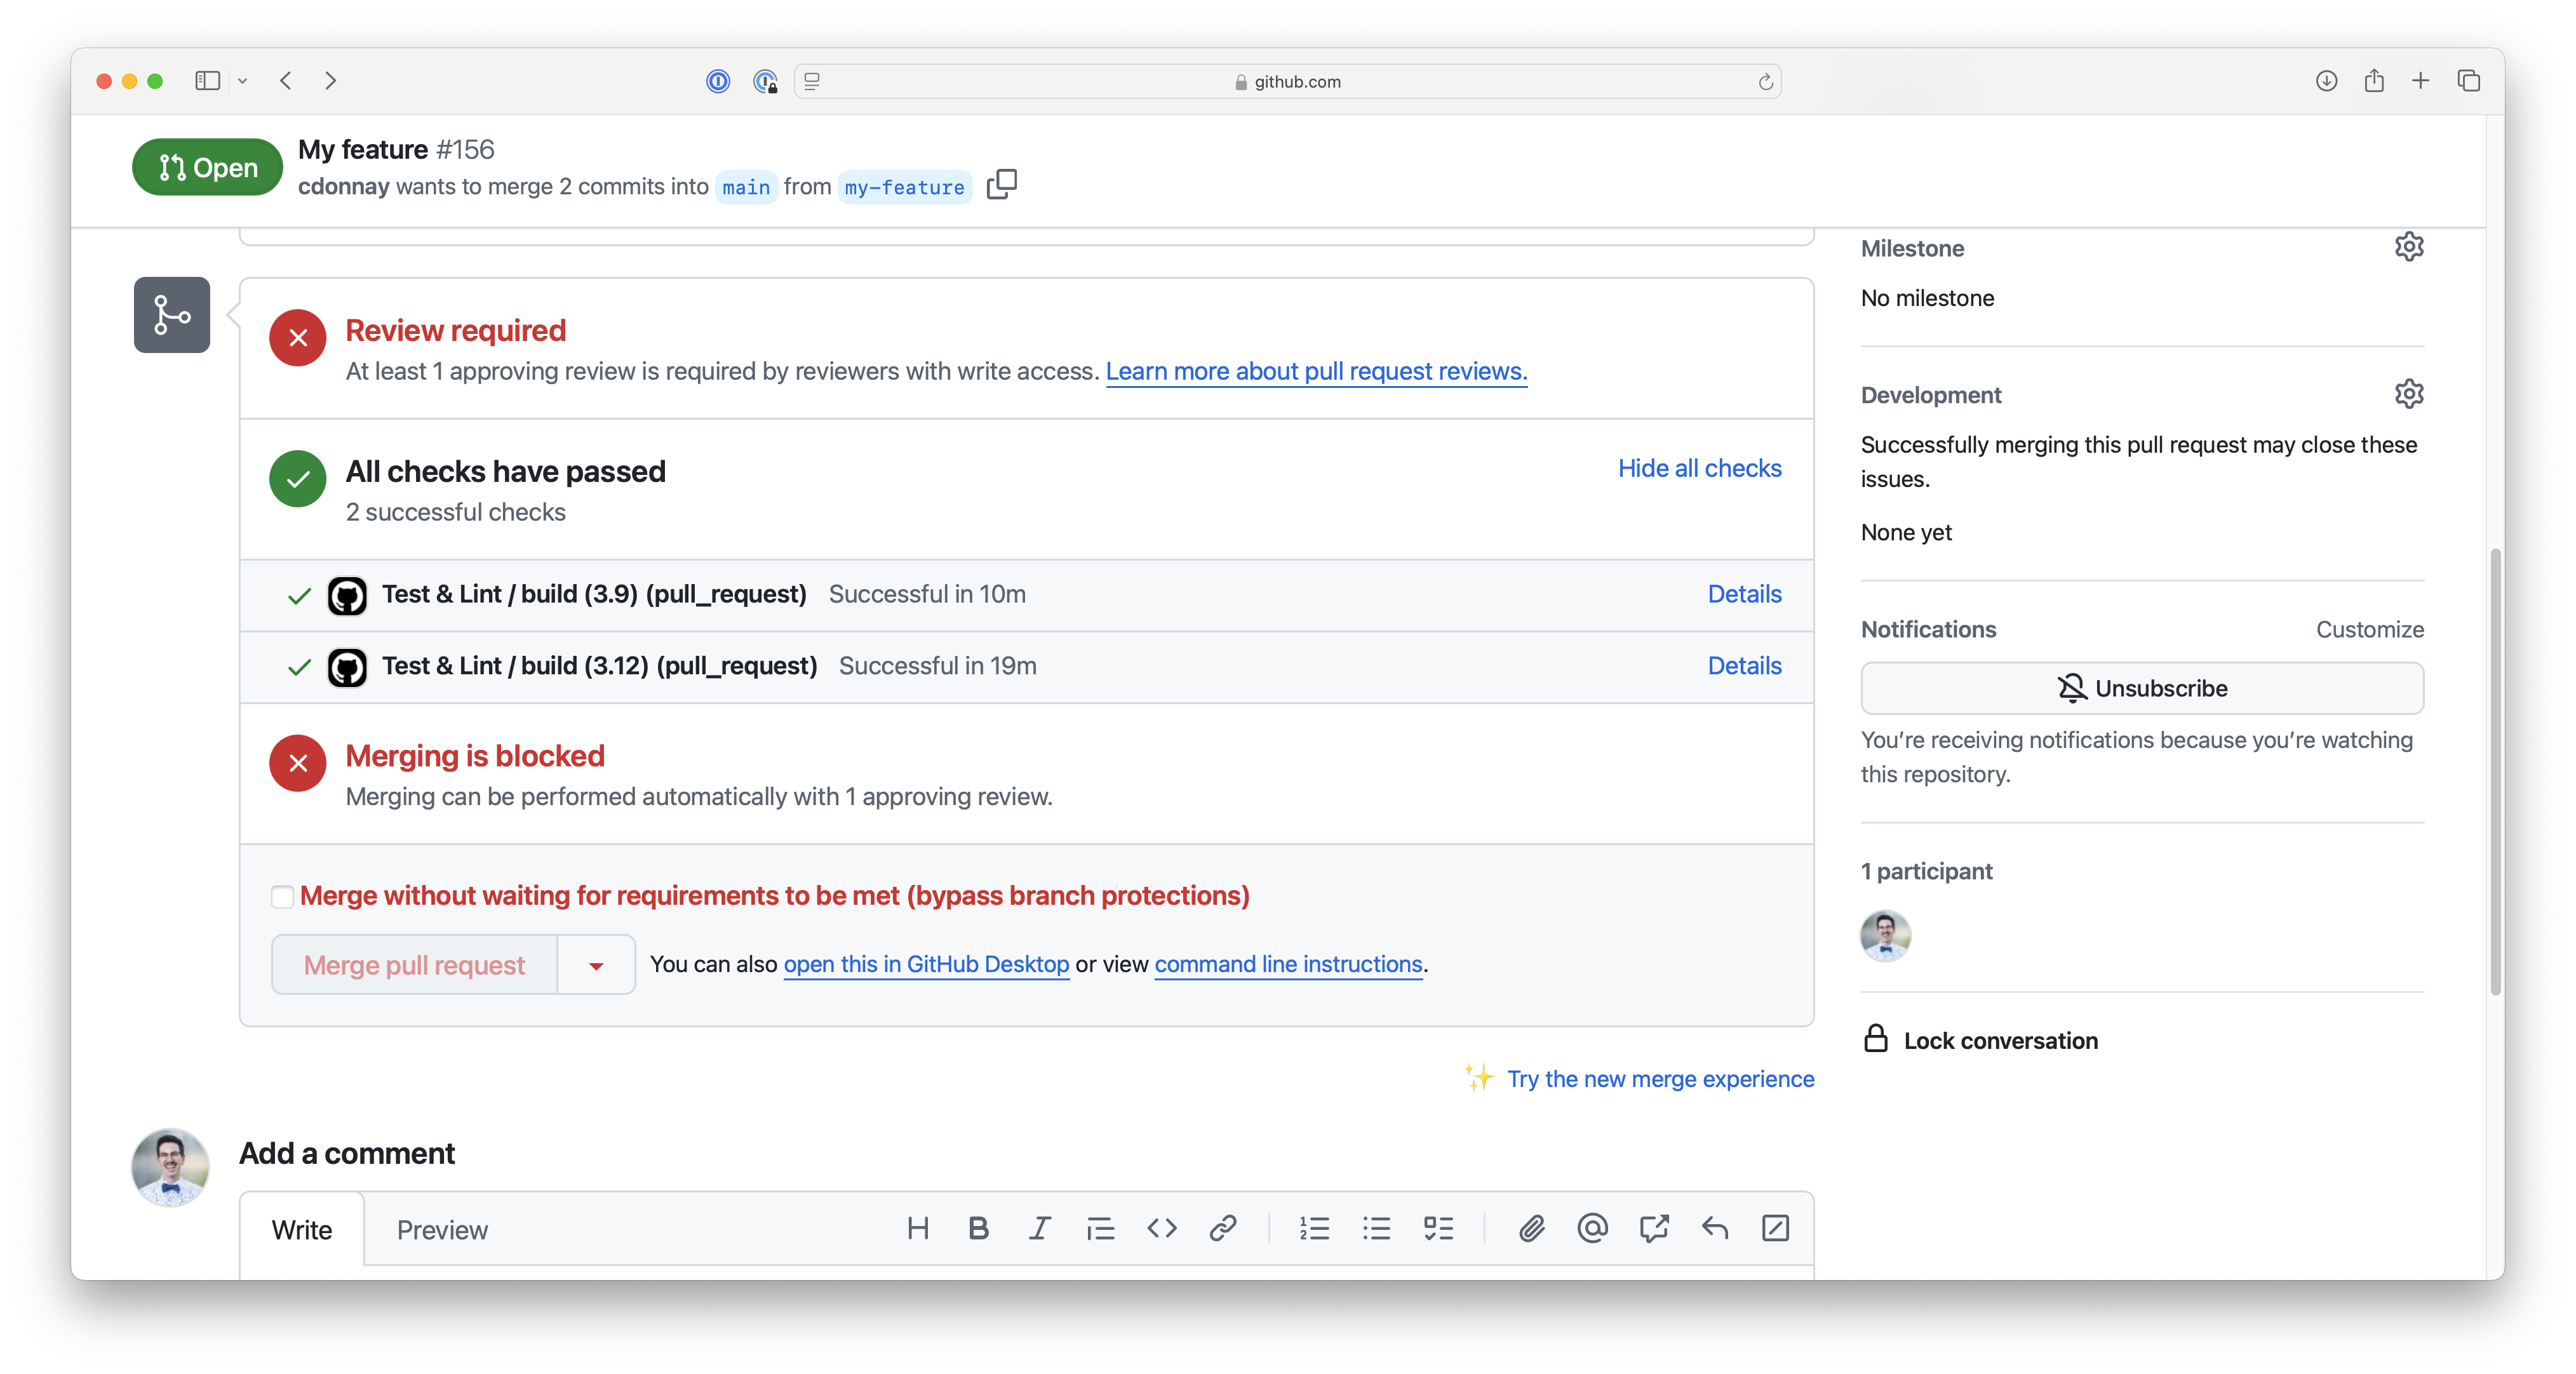 github.com
Open
My feature #156
cdonnay wants to merge 2 commits into main from my-feature
Review required
At least 1 approving review is required by reviewers with write access. Learn more about pull request reviews.
All checks have passed
Hide all checks
2 successful checks
Test & Lint / build (3.9) (pull_request) Successful in 10m Details
Test & Lint / build (3.12) (pull_request) Successful in 19m Details
Merging is blocked
Merging can be performed automatically with 1 approving review.
Merge without waiting for requirements to be met (bypass branch protections)
Merge pull request
You can also open this in GitHub Desktop or view command line instructions.
✨ Try the new merge experience
Add a comment
Write Preview
Milestone
No milestone
Development
Successfully merging this pull request may close these
issues.
None yet
Notifications Customize
Unsubscribe
You’re receiving notifications because you’re watching
this repository.
1 participant
Lock conversation